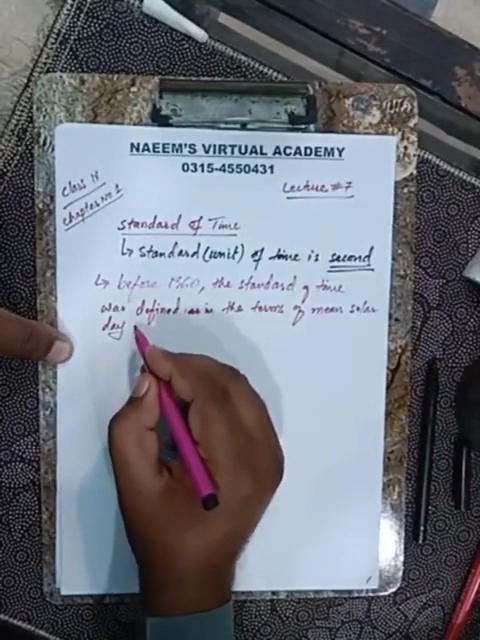 NAEEM'S VIRTUAL ACADEMY
0315-4550431
Class IX
Chapter No. 1
Lecture #7
Standard of Time
↳ Standard (unit) of time is second
↳ before 1960, the standard of time
was defined as in the terms of mean solar
day